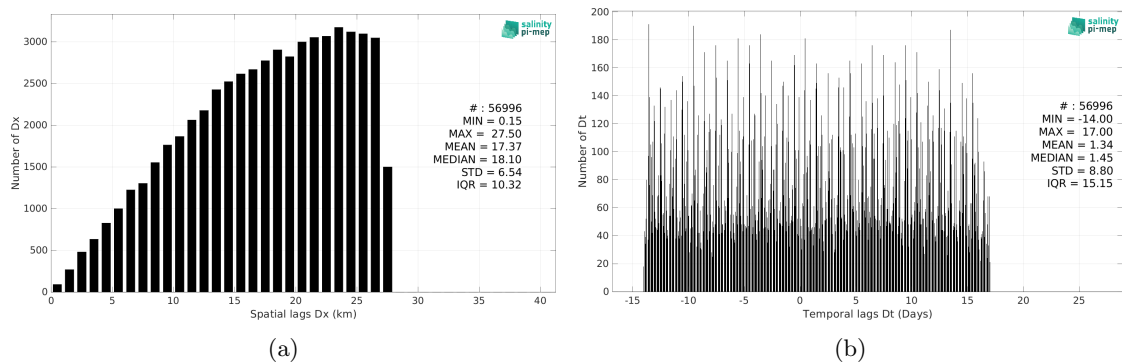 salinity
pi-mep
3000
2500
2000
1500
1000
500
0
Number of Dx
# : 56996
MIN = 0.15
MAX = 27.50
MEAN = 17.37
MEDIAN = 18.10
STD = 6.54
IQR = 10.32
0 5 10 15 20 25 30 35 40
Spatial lags Dx (km)
(a)
salinity
pi-mep
200
180
160
140
120
100
80
60
40
20
0
Number of Dt
# : 56996
MIN = -14.00
MAX = 17.00
MEAN = 1.34
MEDIAN = 1.45
STD = 8.80
IQR = 15.15
-15 -10 -5 0 5 10 15 20 25
Temporal lags Dt (Days)
(b)